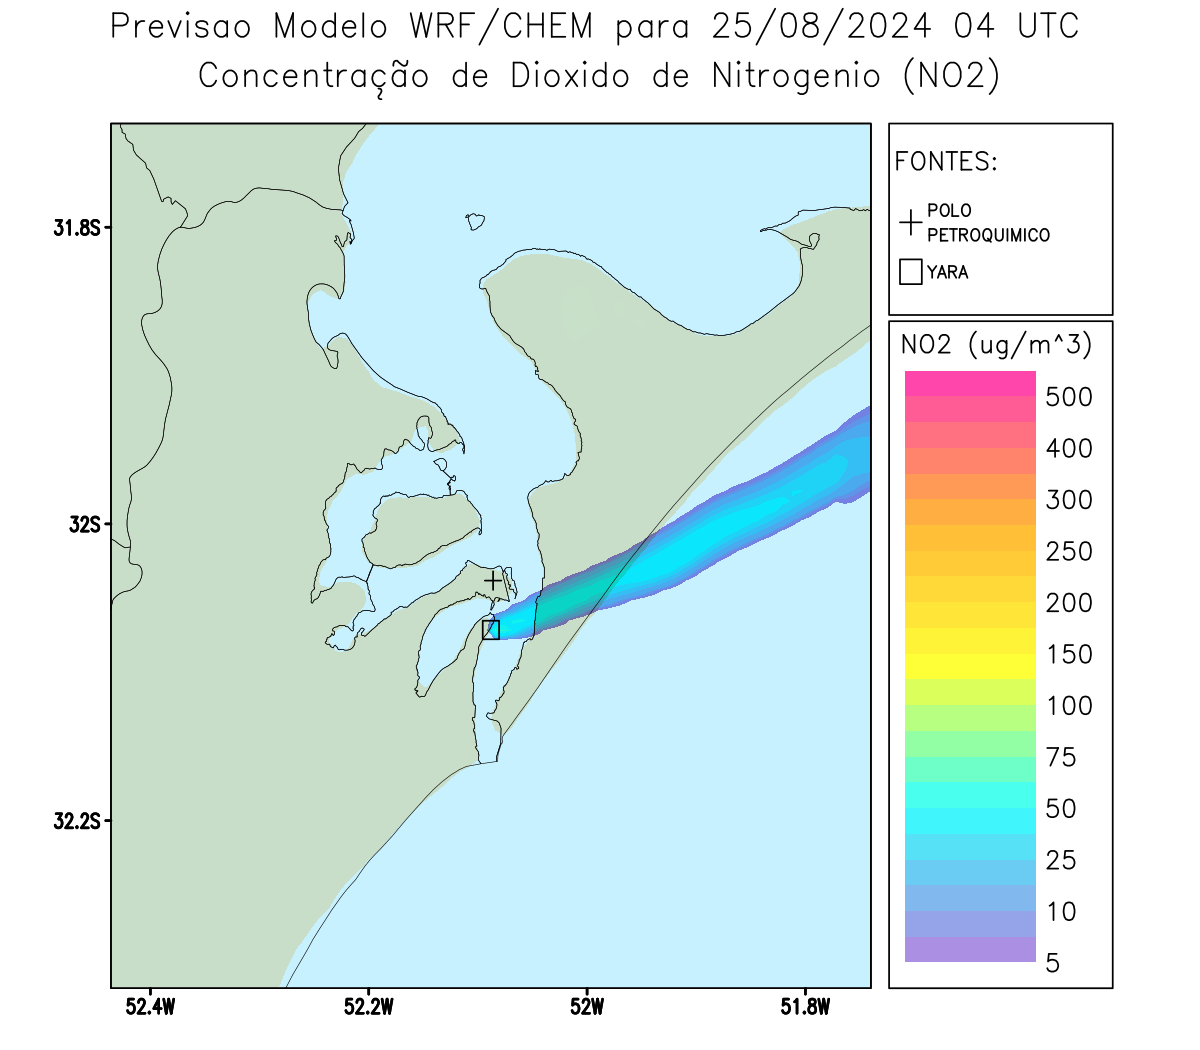 Previsao Modelo WRF/CHEM para 25/08/2024 04 UTC
Concentração de Dioxido de Nitrogenio (NO2)
FONTES:
POLO
PETROQUIMICO
YARA
NO2 (ug/m^3)
500
400
300
250
200
150
100
75
50
25
10
5
31.8S
32S
32.2S
52.4W
52.2W
52W
51.8W